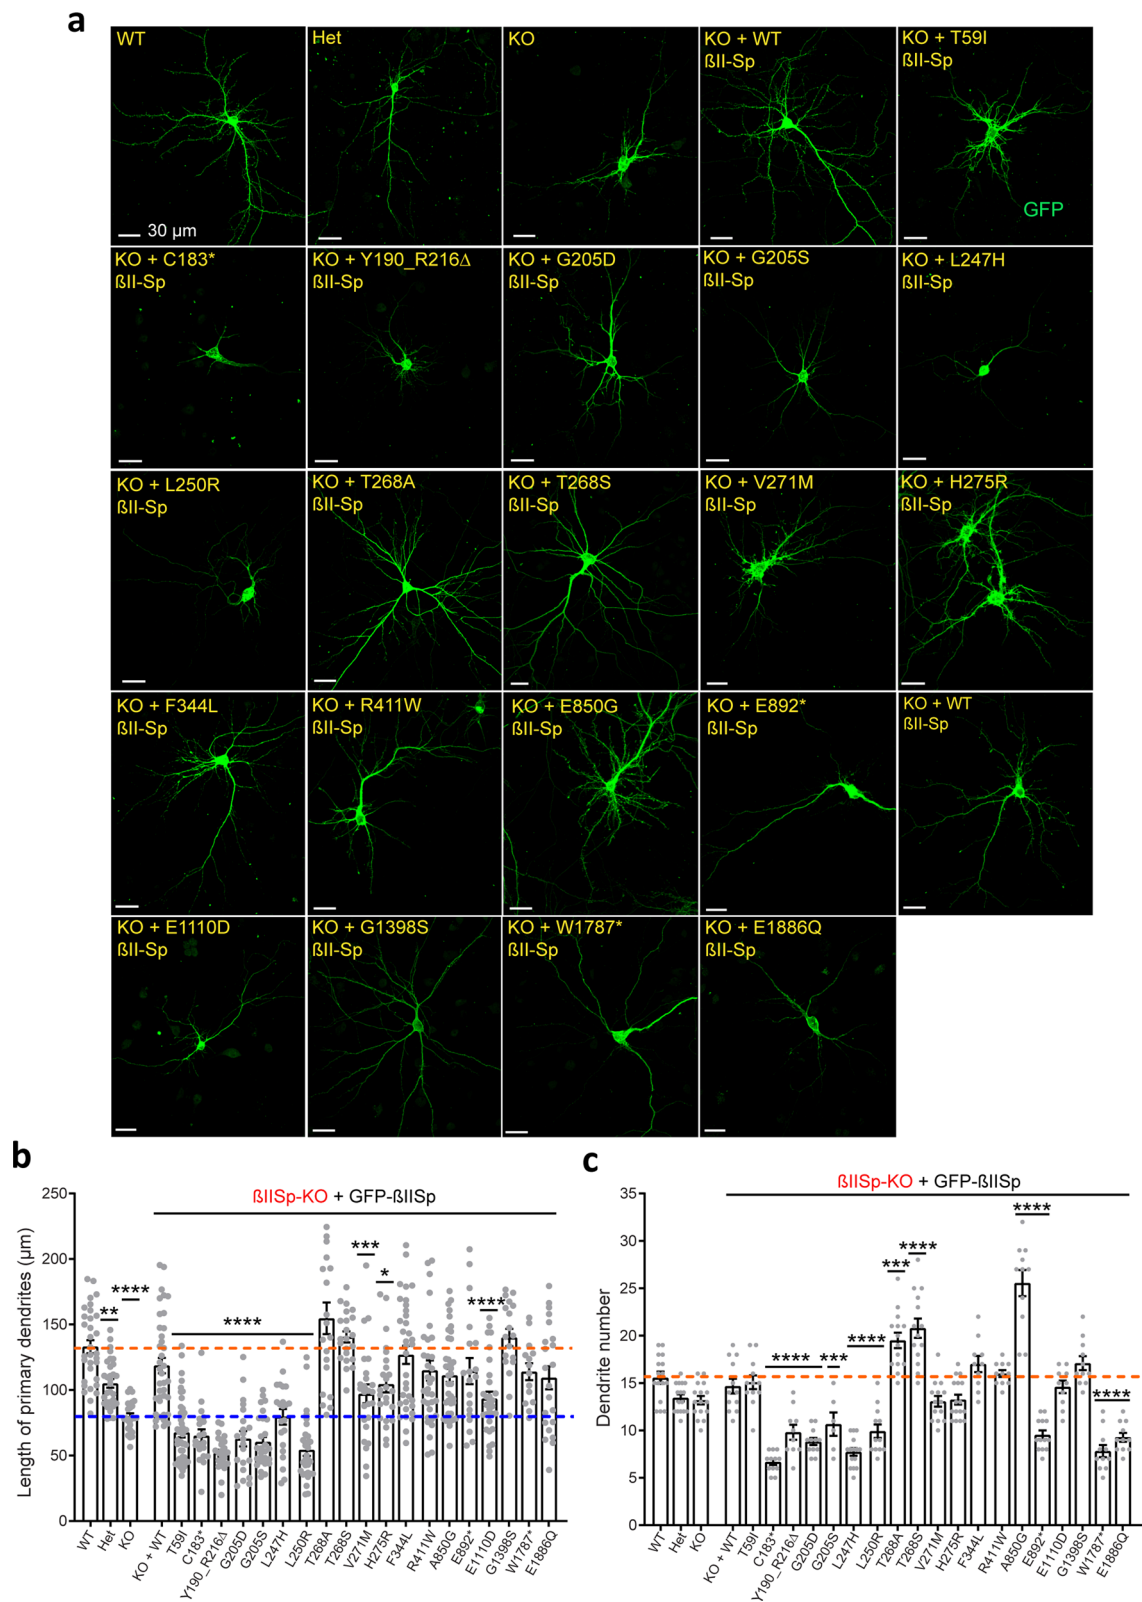 a
WT
Het
KO
KO + WT
ßII-Sp
KO + T59I
ßII-Sp
30 µm
GFP
KO + C183*
ßII-Sp
KO + Y190_R216Δ
ßII-Sp
KO + G205D
ßII-Sp
KO + G205S
ßII-Sp
KO + L247H
ßII-Sp
KO + L250R
ßII-Sp
KO + T268A
ßII-Sp
KO + T268S
ßII-Sp
KO + V271M
ßII-Sp
KO + H275R
ßII-Sp
KO + F344L
ßII-Sp
KO + R411W
ßII-Sp
KO + E850G
ßII-Sp
KO + E892*
ßII-Sp
KO + WT
ßII-Sp
KO + E1110D
ßII-Sp
KO + G1398S
ßII-Sp
KO + W1787*
ßII-Sp
KO + E1886Q
ßII-Sp
b
ßIISp-KO + GFP-ßIISp
Length of primary dendrites (µm)
250
200
150
100
50
0
**
****
****
***
*
****
WT
Het
KO
KO + WT
T59I
C183*
Y190_R216Δ
G205D
G205S
L247H
L250R
T268A
T268S
V271M
H275R
F344L
R411W
A850G
E892*
E1110D
G1398S
W1787*
E1886Q
c
ßIISp-KO + GFP-ßIISp
Dendrite number
35
30
25
20
15
10
5
0
****
***
****
***
****
****
****
WT
Het
KO
KO + WT
T59I
C183*
Y190_R216Δ
G205D
G205S
L247H
L250R
T268A
T268S
V271M
H275R
F344L
R411W
A850G
E892*
E1110D
G1398S
W1787*
E1886Q